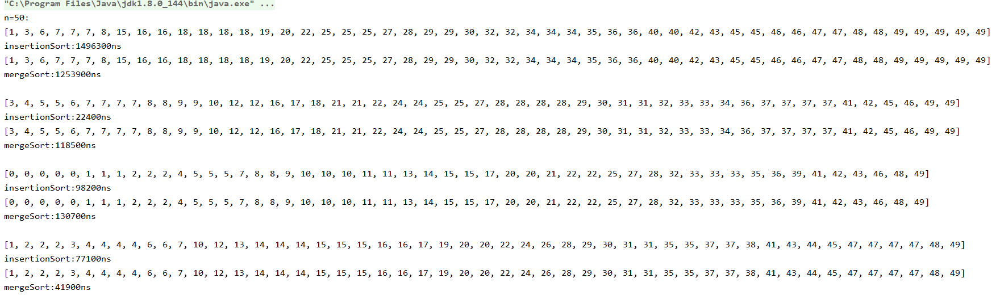 "C:\Program Files\Java\jdk1.8.0_144\bin\java.exe" ...
n=50:
[1, 3, 6, 7, 7, 7, 8, 15, 16, 16, 18, 18, 18, 18, 19, 20, 22, 25, 25, 25, 27, 28, 29, 29, 30, 32, 32, 34, 34, 34, 35, 36, 36, 40, 40, 42, 43, 45, 45, 46, 46, 47, 47, 48, 48, 49, 49, 49, 49, 49]
insertionSort:1496300ns
[1, 3, 6, 7, 7, 7, 8, 15, 16, 16, 18, 18, 18, 18, 19, 20, 22, 25, 25, 25, 27, 28, 29, 29, 30, 32, 32, 34, 34, 34, 35, 36, 36, 40, 40, 42, 43, 45, 45, 46, 46, 47, 47, 48, 48, 49, 49, 49, 49, 49]
mergeSort:1253900ns
[3, 4, 5, 5, 6, 7, 7, 7, 7, 8, 8, 9, 9, 10, 12, 12, 16, 17, 18, 21, 21, 22, 24, 24, 25, 25, 27, 28, 28, 28, 28, 29, 30, 31, 31, 32, 33, 33, 34, 36, 37, 37, 37, 37, 41, 42, 45, 46, 49, 49]
insertionSort:22400ns
[3, 4, 5, 5, 6, 7, 7, 7, 7, 8, 8, 9, 9, 10, 12, 12, 16, 17, 18, 21, 21, 22, 24, 24, 25, 25, 27, 28, 28, 28, 28, 29, 30, 31, 31, 32, 33, 33, 34, 36, 37, 37, 37, 37, 41, 42, 45, 46, 49, 49]
mergeSort:118500ns
[0, 0, 0, 0, 0, 1, 1, 1, 2, 2, 2, 4, 5, 5, 5, 7, 8, 8, 9, 10, 10, 10, 11, 11, 13, 14, 15, 15, 17, 20, 20, 21, 22, 22, 25, 27, 28, 32, 33, 33, 33, 35, 36, 39, 41, 42, 43, 46, 48, 49]
insertionSort:98200ns
[0, 0, 0, 0, 0, 1, 1, 1, 2, 2, 2, 4, 5, 5, 5, 7, 8, 8, 9, 10, 10, 10, 11, 11, 13, 14, 15, 15, 17, 20, 20, 21, 22, 22, 25, 27, 28, 32, 33, 33, 33, 35, 36, 39, 41, 42, 43, 46, 48, 49]
mergeSort:130700ns
[1, 2, 2, 2, 3, 4, 4, 4, 4, 6, 6, 7, 10, 12, 13, 14, 14, 14, 15, 15, 15, 16, 16, 17, 19, 20, 20, 22, 24, 26, 28, 29, 30, 31, 31, 35, 35, 37, 37, 38, 41, 43, 44, 45, 47, 47, 47, 47, 48, 49]
insertionSort:77100ns
[1, 2, 2, 2, 3, 4, 4, 4, 4, 6, 6, 7, 10, 12, 13, 14, 14, 14, 15, 15, 15, 16, 16, 17, 19, 20, 20, 22, 24, 26, 28, 29, 30, 31, 31, 35, 35, 37, 37, 38, 41, 43, 44, 45, 47, 47, 47, 47, 48, 49]
mergeSort:41900ns